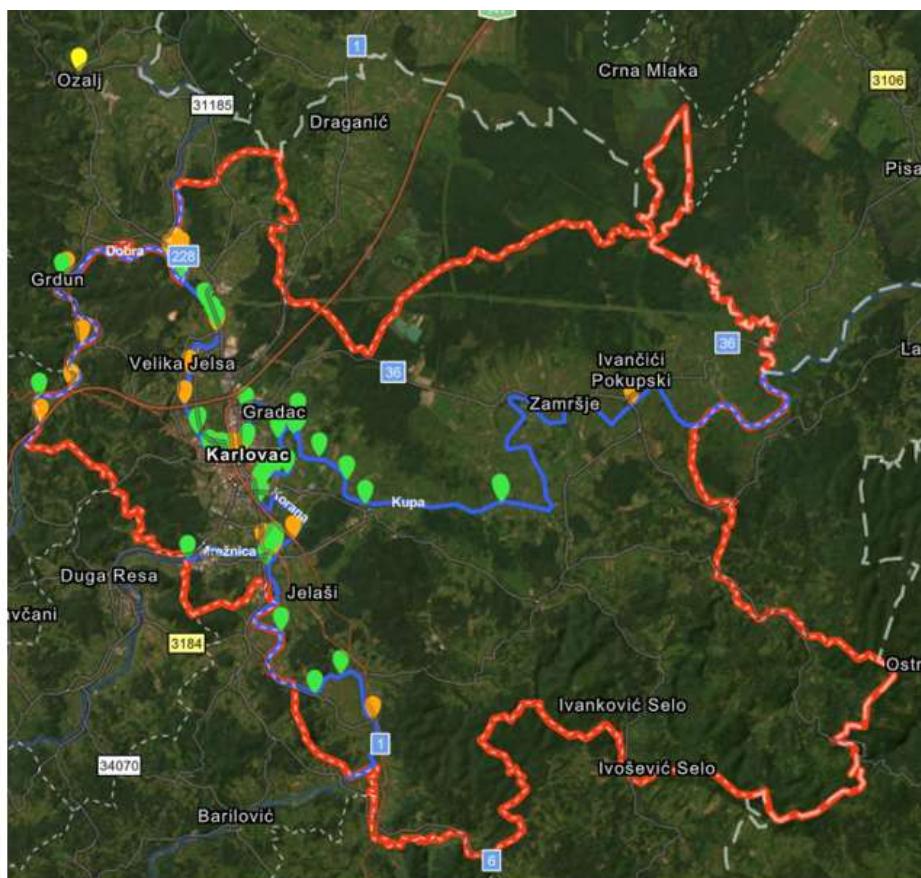 1
Crna Mlaka
3106
Ozalj
31185
Draganić
Pisa
Dobra
228
Grdun
36
Velika Jelsa
Ivančići
Pokupski
36
La
Zamršje
Gradac
Karlovac
Korana
Kupa
Mrežnica
Duga Resa
Jelaši
avčani
3184
Ostr
Ivanković Selo
1
34070
Ivošević Selo
Barilović
6